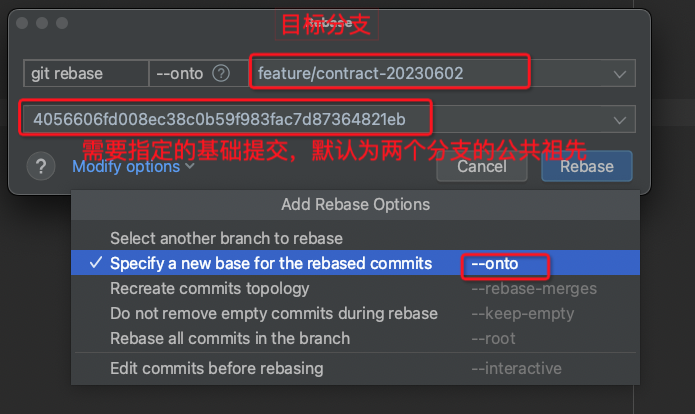 目标分支
Rebase
git rebase --onto ? feature/contract-20230602
4056606fd008ec38c0b59f983fac7d87364821eb
需要指定的基础提交，默认为两个分支的公共祖先
? Modify options Cancel Rebase
Add Rebase Options
Select another branch to rebase
✓ Specify a new base for the rebased commits --onto
Recreate commits topology --rebase-merges
Do not remove empty commits during rebase --keep-empty
Rebase all commits in the branch --root
Edit commits before rebasing --interactive